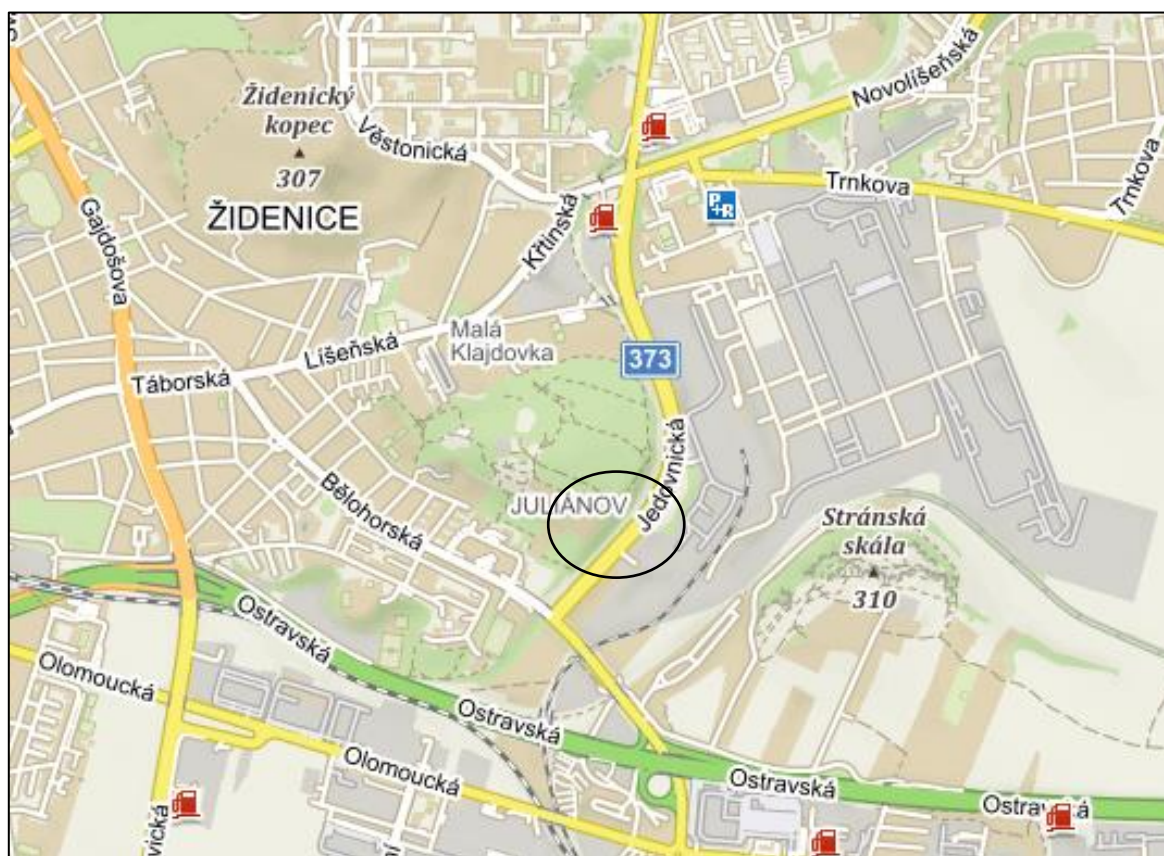 Novolíšeňská
Židenický
kopec
307
Věstonická
ŽIDENICE
Gajdošova
Křtinská
P+R
Trnkova
Trnkova
Malá
Klajdovka
Líšeňská
373
Táborská
Jedovnická
Bělohorská
JULIÁNOV
Stránská
skála
310
Ostravská
Olomoucká
Ostravská
Olomoucká
Ostravská
Ostravská